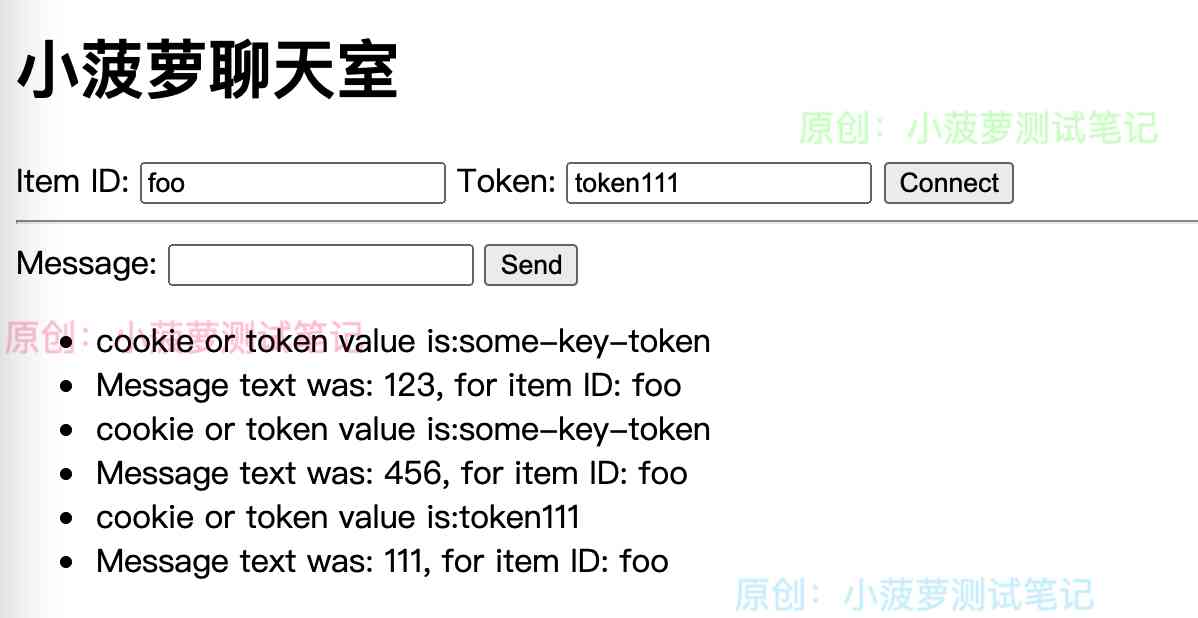 小菠萝聊天室
原创：小菠萝测试笔记
Item ID: foo Token: token111 Connect
Message: Send
原创：小菠萝测试笔记
cookie or token value is:some-key-token
Message text was: 123, for item ID: foo
cookie or token value is:some-key-token
Message text was: 456, for item ID: foo
cookie or token value is:token111
Message text was: 111, for item ID: foo
原创：小菠萝测试笔记